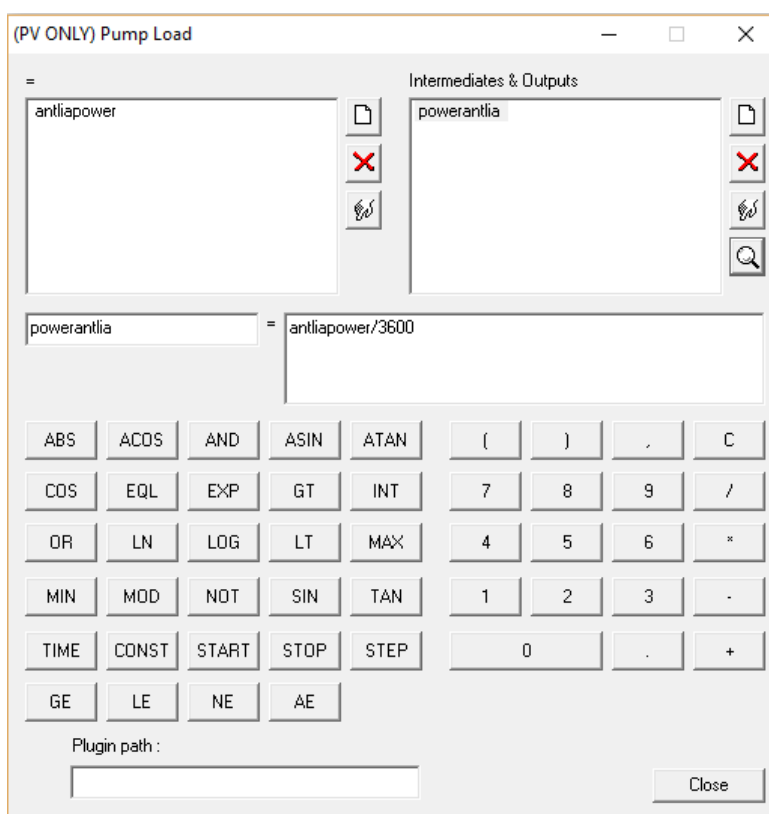 (PV ONLY) Pump Load
=
Intermediates & Outputs
antliapower
powerantlia
powerantlia
=
antliapower/3600
ABS ACOS AND ASIN ATAN ( ) , C
COS EQL EXP GT INT 7 8 9 /
OR LN LOG LT MAX 4 5 6 *
MIN MOD NOT SIN TAN 1 2 3 -
TIME CONST START STOP STEP 0 . +
GE LE NE AE
Plugin path :
Close